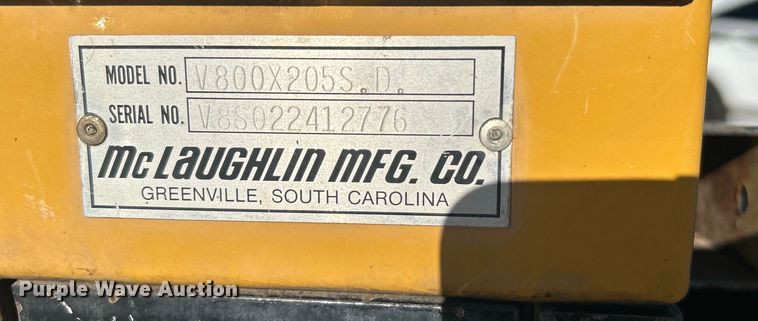 MODEL NO. V800X205S.D.
SERIAL NO. V8S022412776
McLAUGHLIN MFG. CO.
GREENVILLE, SOUTH CAROLINA
Purple Wave Auction